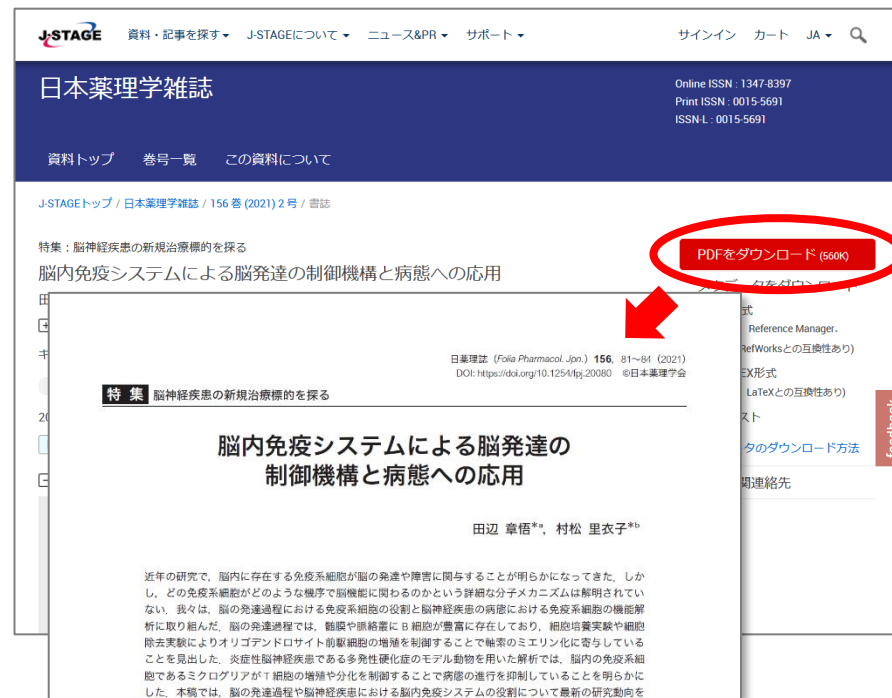 J-STAGE 資料・記事を探す▼ J-STAGEについて ▼ ニュース&PR ▼ サポート ▼ サインイン カート JA ▼
日本薬理学雑誌
Online ISSN : 1347-8397
Print ISSN : 0015-5691
ISSN-L : 0015-5691
資料トップ 巻号一覧 この資料について
J-STAGEトップ / 日本薬理学雑誌 / 156 巻 (2021) 2 号 / 書誌
特集:脳神経疾患の新規治療標的を探る
脳内免疫システムによる脳発達の制御機構と病態への応用
田
キ
20
PDFをダウンロード (560K)
式
Reference Manager、
RefWorksとの互換性あり)
EX形式
LaTeXとの互換性あり)
スト
タのダウンロード方法
関連絡先
feedback
日薬理誌 (Folia Pharmacol. Jpn.) 156, 81~84 (2021)
DOI: https://doi.org/10.1254/fpj.20080 ©日本薬理学会
特 集 脳神経疾患の新規治療標的を探る
脳内免疫システムによる脳発達の
制御機構と病態への応用
田辺 章悟*a, 村松 里衣子*b
近年の研究で,脳内に存在する免疫系細胞が脳の発達や障害に関与することが明らかになってきた.しか
し,どの免疫系細胞がどのような機序で脳機能に関わるのかという詳細な分子メカニズムは解明されてい
ない.我々は,脳の発達過程における免疫系細胞の役割と脳神経疾患の病態における免疫系細胞の機能解
析に取り組んだ.脳の発達過程では,髄膜や脈絡叢に B 細胞が豊富に存在しており,細胞培養実験や細胞
除去実験によりオリゴデンドロサイト前駆細胞の増殖を制御することで軸索のミエリン化に寄与している
ことを見出した.炎症性脳神経疾患である多発性硬化症のモデル動物を用いた解析では,脳内の免疫系細
胞であるミクログリアが T 細胞の増殖や分化を制御することで病態の進行を抑制していることを明らかに
した.本稿では,脳の発達過程や脳神経疾患における脳内免疫システムの役割について最新の研究動向を